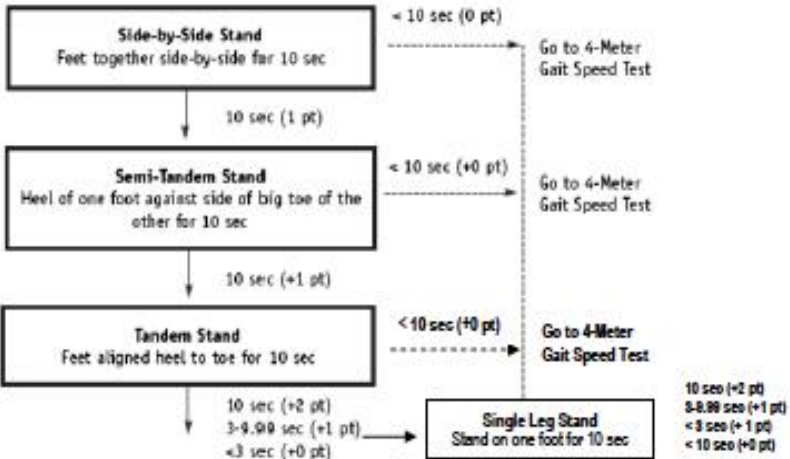 Side-by-Side Stand
Feet together side-by-side for 10 sec
< 10 sec (0 pt)
Go to 4-Meter
Gait Speed Test
10 sec (1 pt)
Semi-Tandem Stand
Heel of one foot against side of big toe of the
other for 10 sec
< 10 sec (+0 pt)
Go to 4-Meter
Gait Speed Test
10 sec (+1 pt)
Tandem Stand
Feet aligned heel to toe for 10 sec
<10 sec (+0 pt)
Go to 4-Meter
Gait Speed Test
10 sec (+2 pt)
3-9.99 sec (+1 pt)
<3 sec (+0 pt)
Single Leg Stand
Stand on one foot for 10 sec
10 sec (+2 pt)
3-9.99 sec (+1 pt)
< 3 sec (+ 1 pt)
< 10 sec (+0 pt)